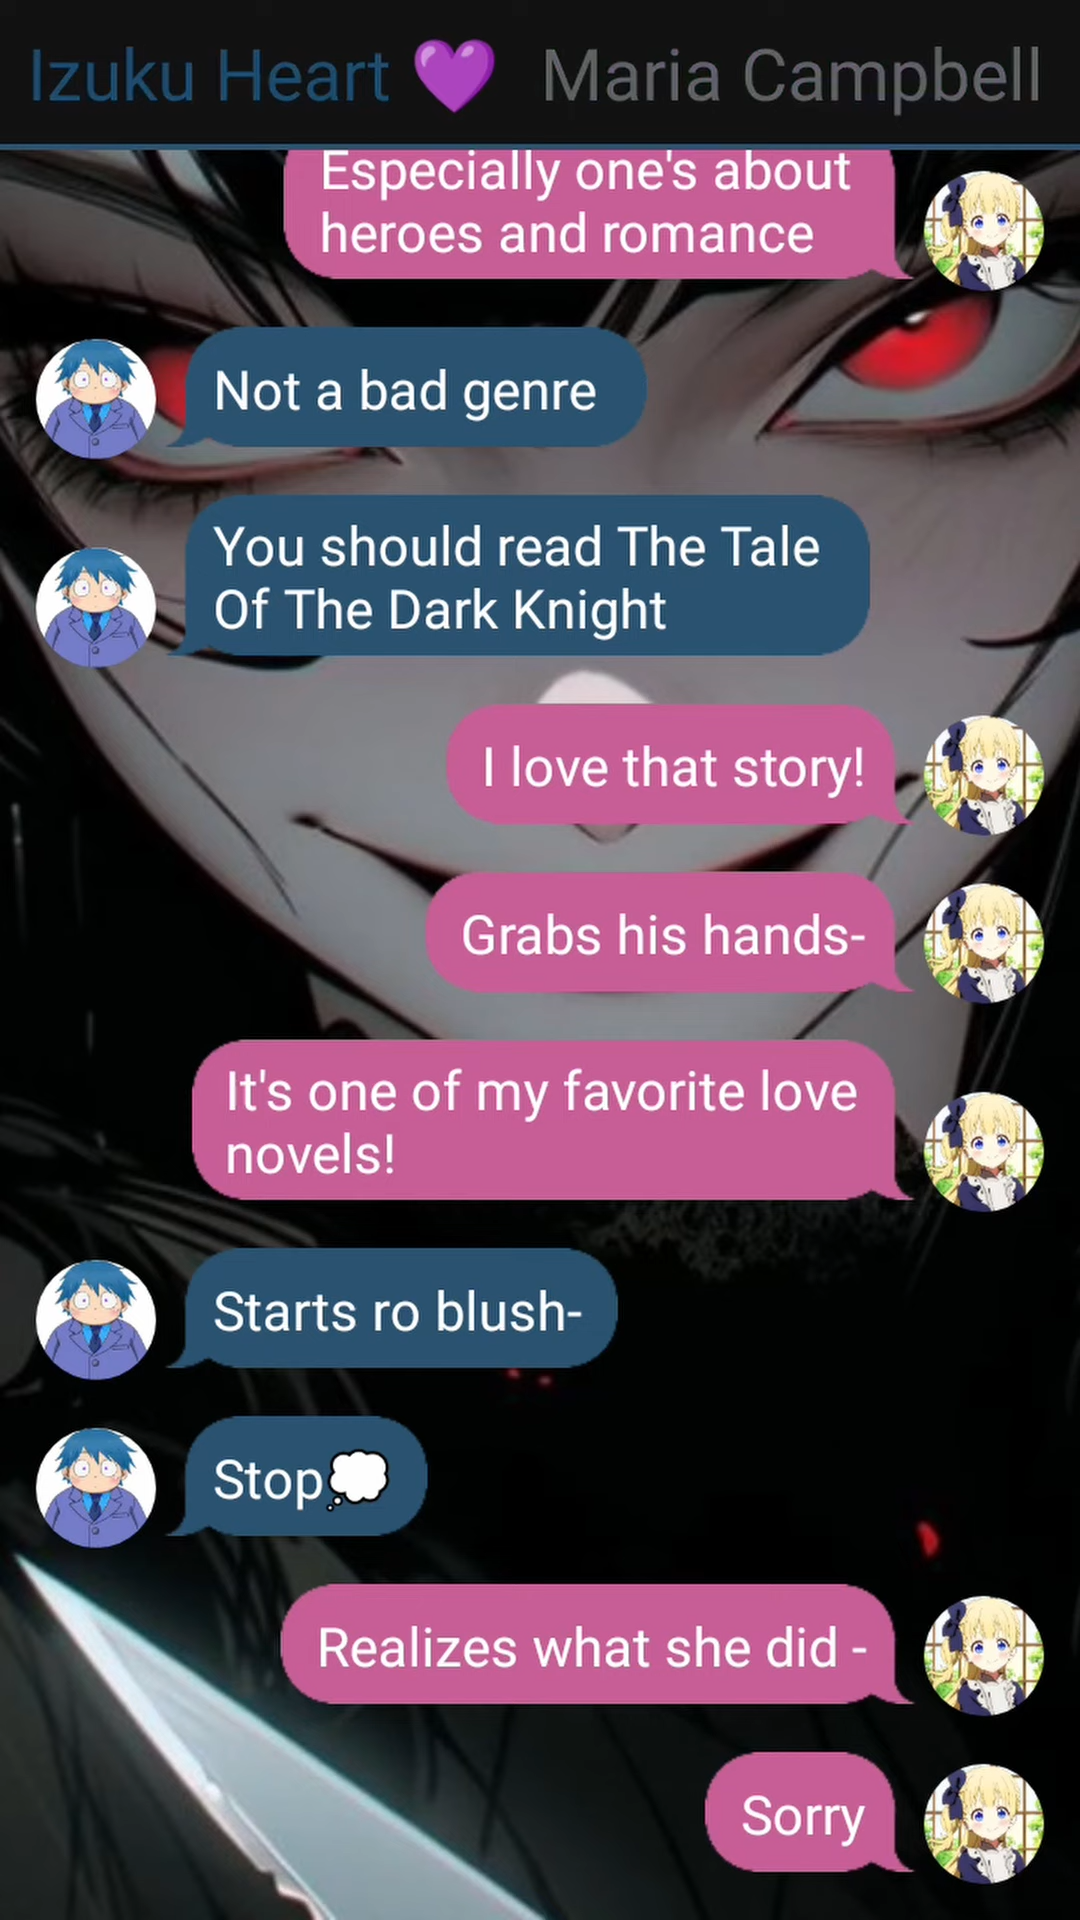 Izuku Heart 💜 Maria Campbell
Especially one's about
heroes and romance
Not a bad genre
You should read The Tale
Of The Dark Knight
I love that story!
Grabs his hands-
It's one of my favorite love
novels!
Starts ro blush-
Stop💭
Realizes what she did -
Sorry